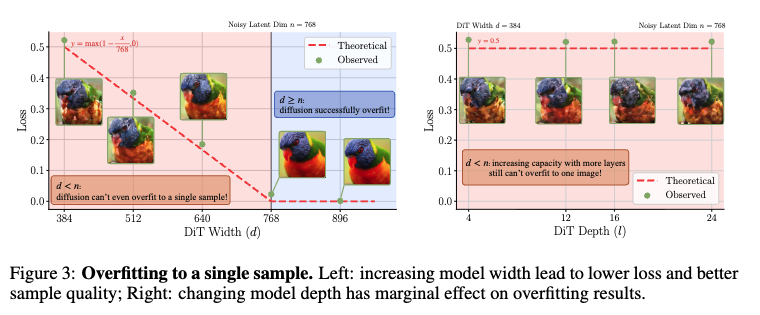 Noisy Latent Dim n = 768
y = max(1 − x/768, 0)
Theoretical
Observed
d ≥ n:
diffusion successfully overfit!
d < n:
diffusion can't even overfit to a single sample!
Loss
0.5
0.4
0.3
0.2
0.1
0.0
384
512
640
768
896
DiT Width (d)
DiT Width d = 384
Noisy Latent Dim n = 768
y = 0.5
d < n: increasing capacity with more layers
still can't overfit to one image!
Theoretical
Observed
Loss
0.5
0.4
0.3
0.2
0.1
0.0
4
12
16
24
DiT Depth (l)
Figure 3: Overfitting to a single sample. Left: increasing model width lead to lower loss and better
sample quality; Right: changing model depth has marginal effect on overfitting results.